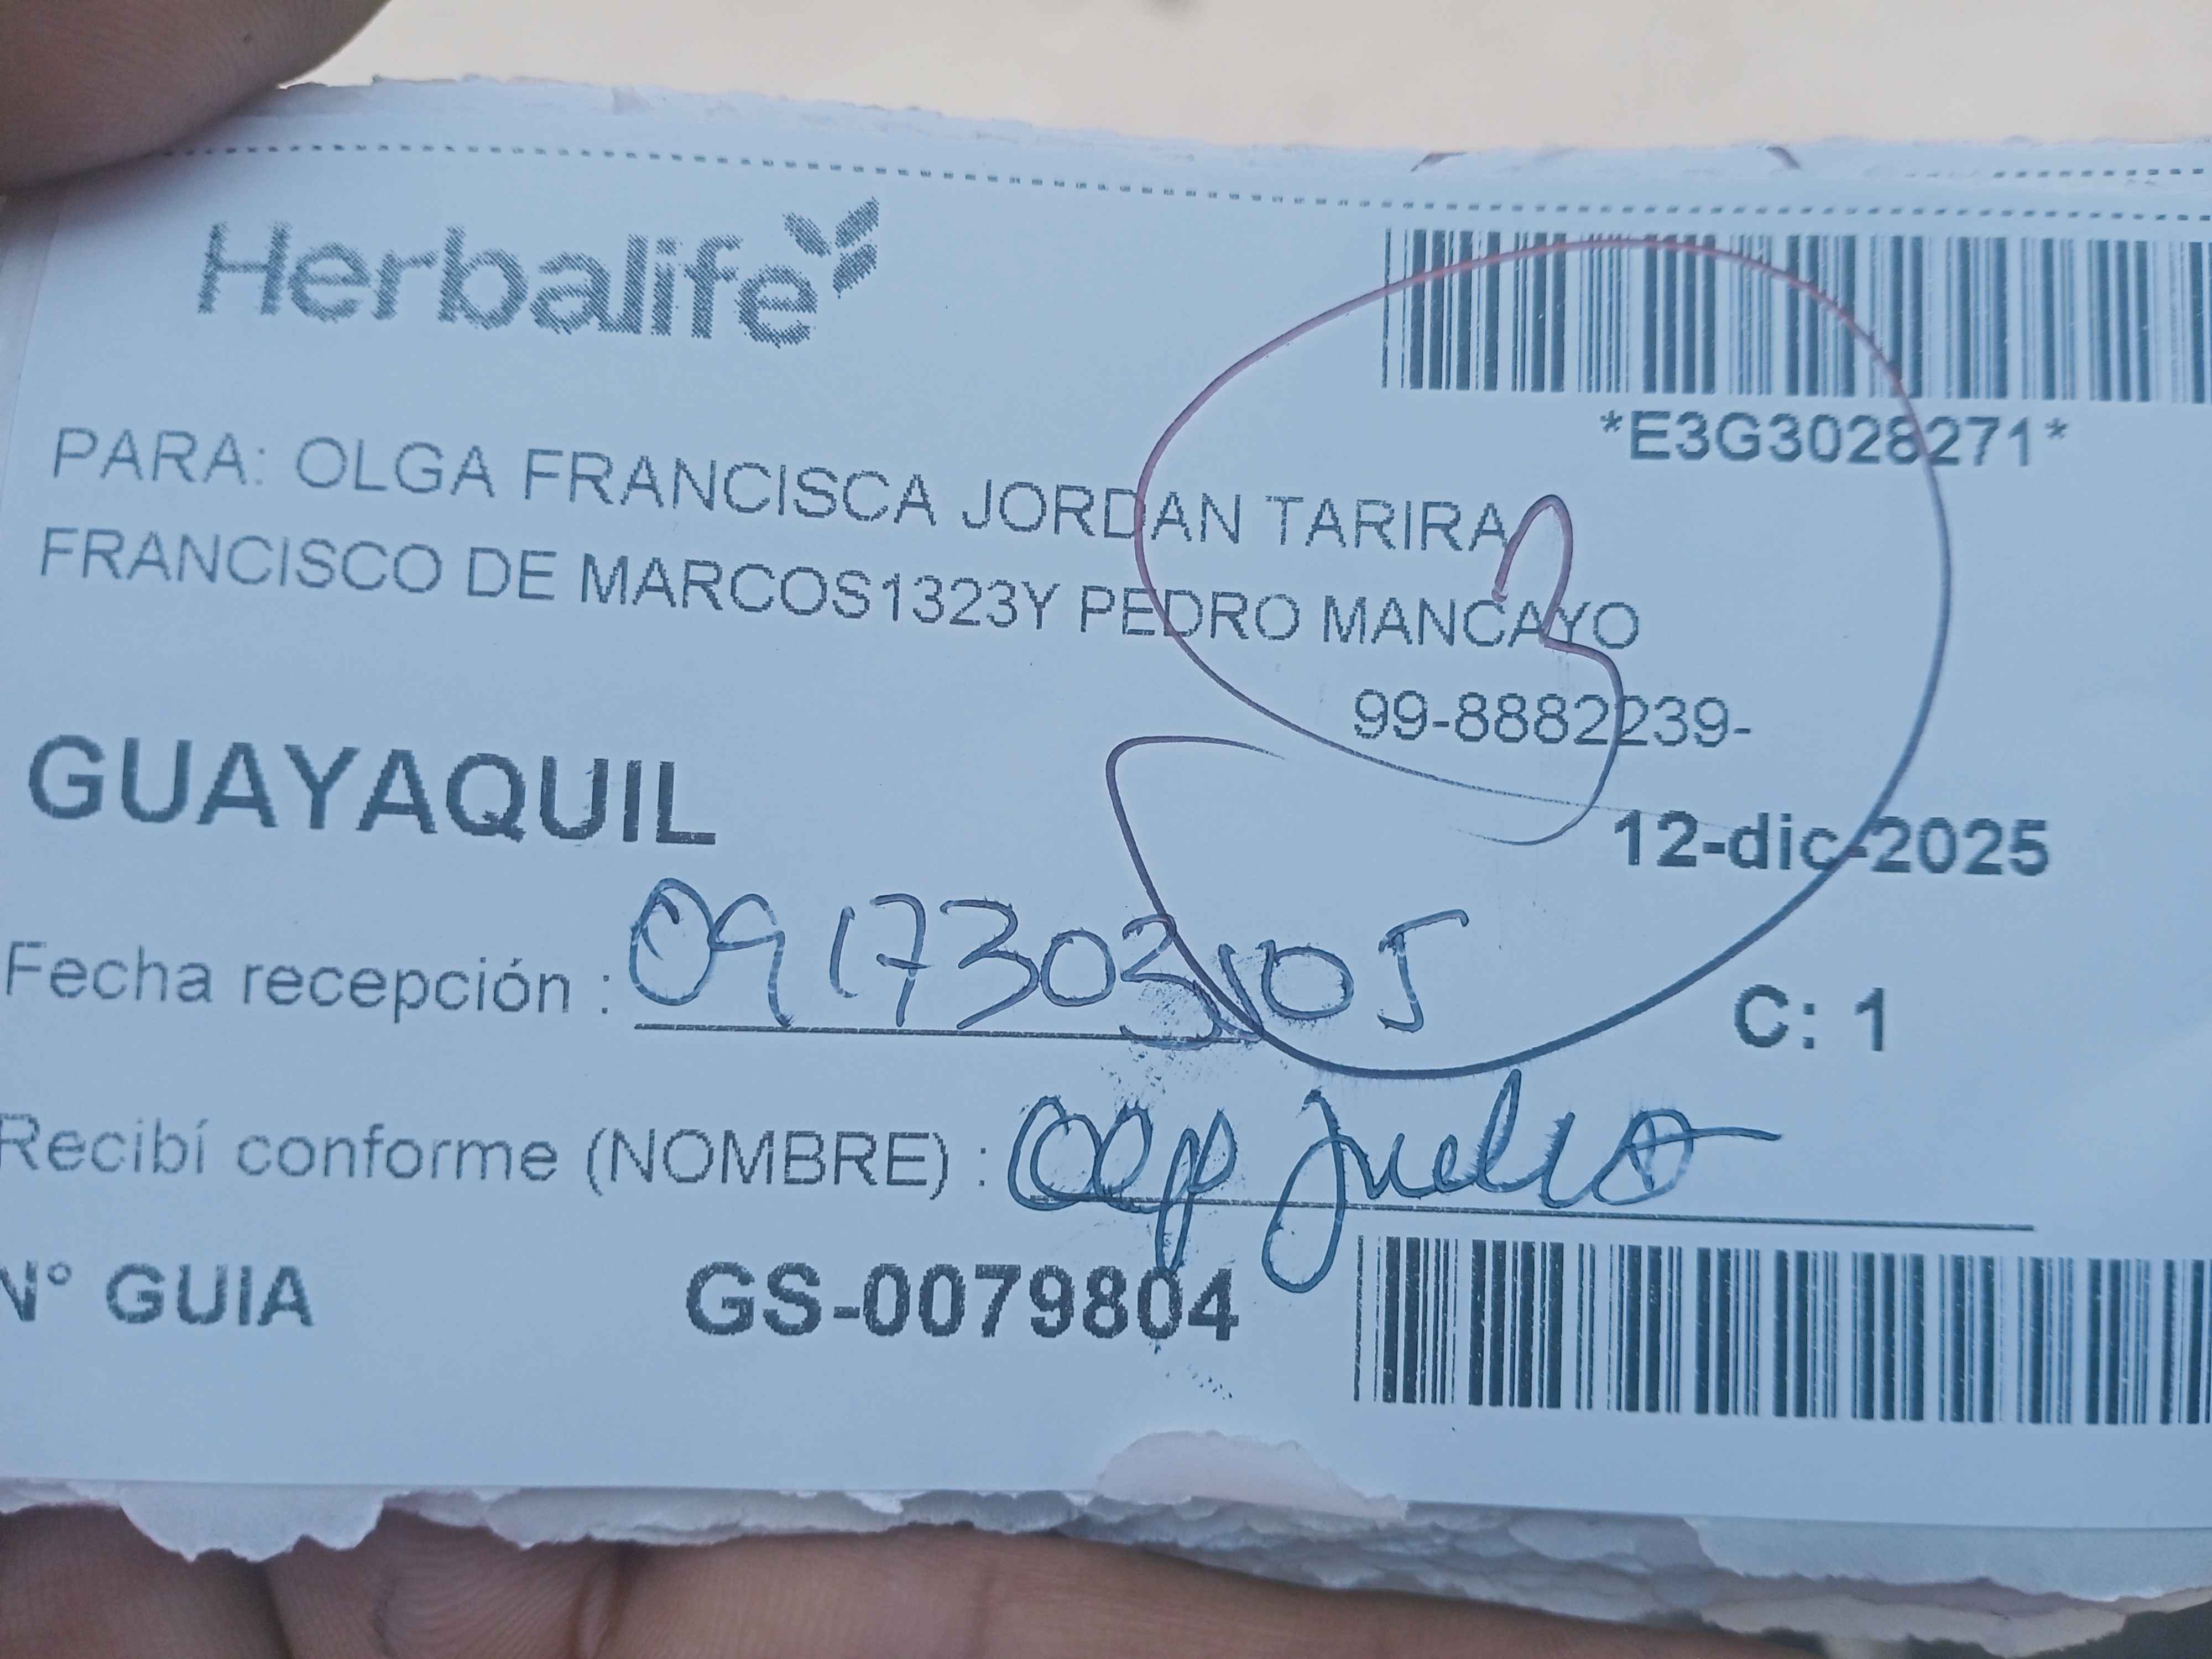 Herbalife
*E3G3028271*
PARA: OLGA FRANCISCA JORDAN TARIRA
3
FRANCISCO DE MARCOS1323Y PEDRO MANCAYO
99-8882239-
GUAYAQUIL
12-dic-2025
Fecha recepción : 0917303105
C: 1
Recibí conforme (NOMBRE) :
N° GUIA GS-0079804